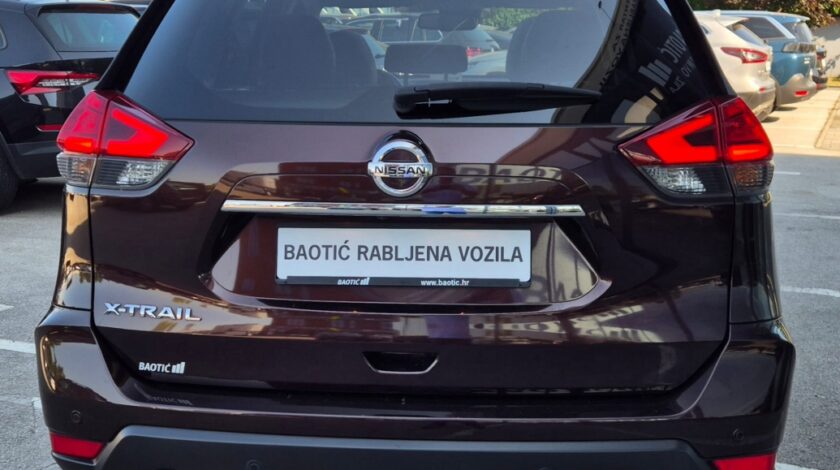 NISSAN
BAOTIĆ RABLJENA VOZILA
BAOTIĆ www.baotic.hr
X-TRAIL
BAOTIĆ